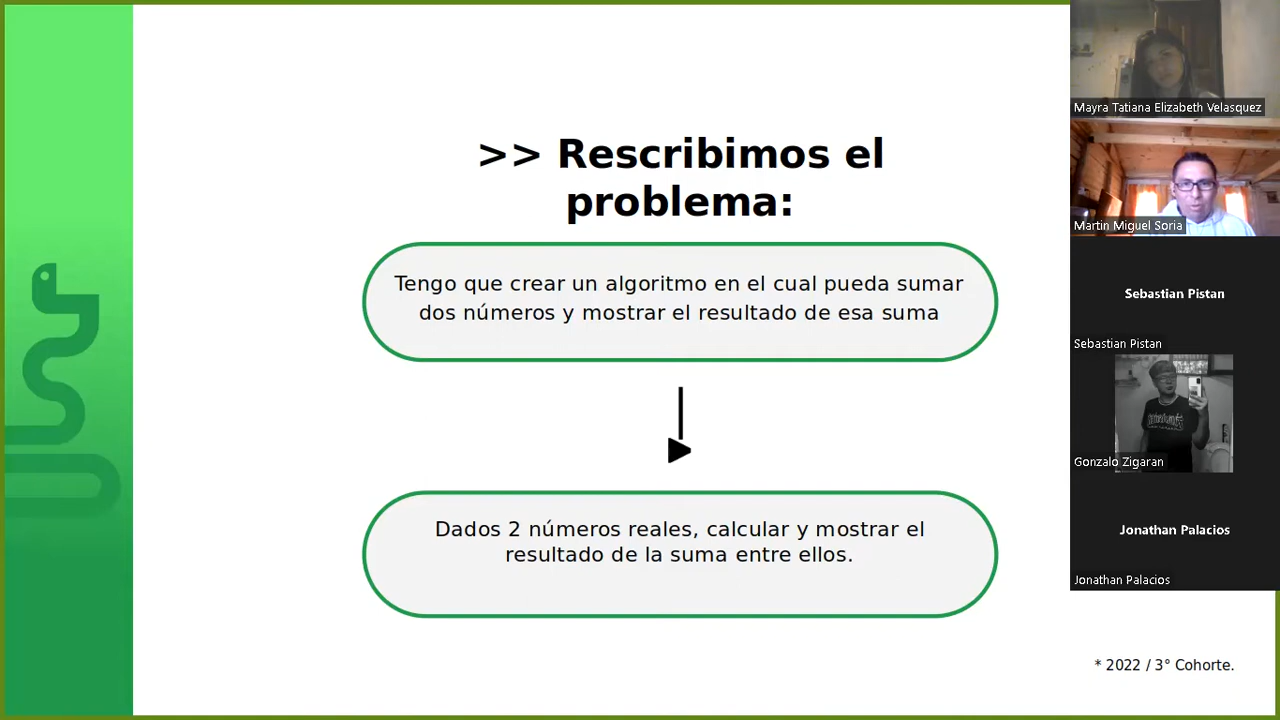 >> Rescribimos el
problema:
Tengo que crear un algoritmo en el cual pueda sumar
dos números y mostrar el resultado de esa suma
Dados 2 números reales, calcular y mostrar el
resultado de la suma entre ellos.
* 2022 / 3° Cohorte.
Mayra Tatiana Elizabeth Velasquez
Martin Miguel Soria
Sebastian Pistan
Sebastian Pistan
Gonzalo Zigaran
Jonathan Palacios
Jonathan Palacios